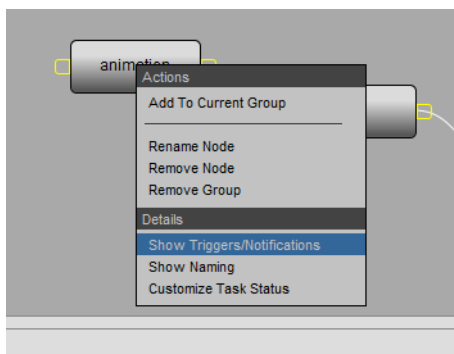 animation
Actions
Add To Current Group
Rename Node
Remove Node
Remove Group
Details
Show Triggers/Notifications
Show Naming
Customize Task Status